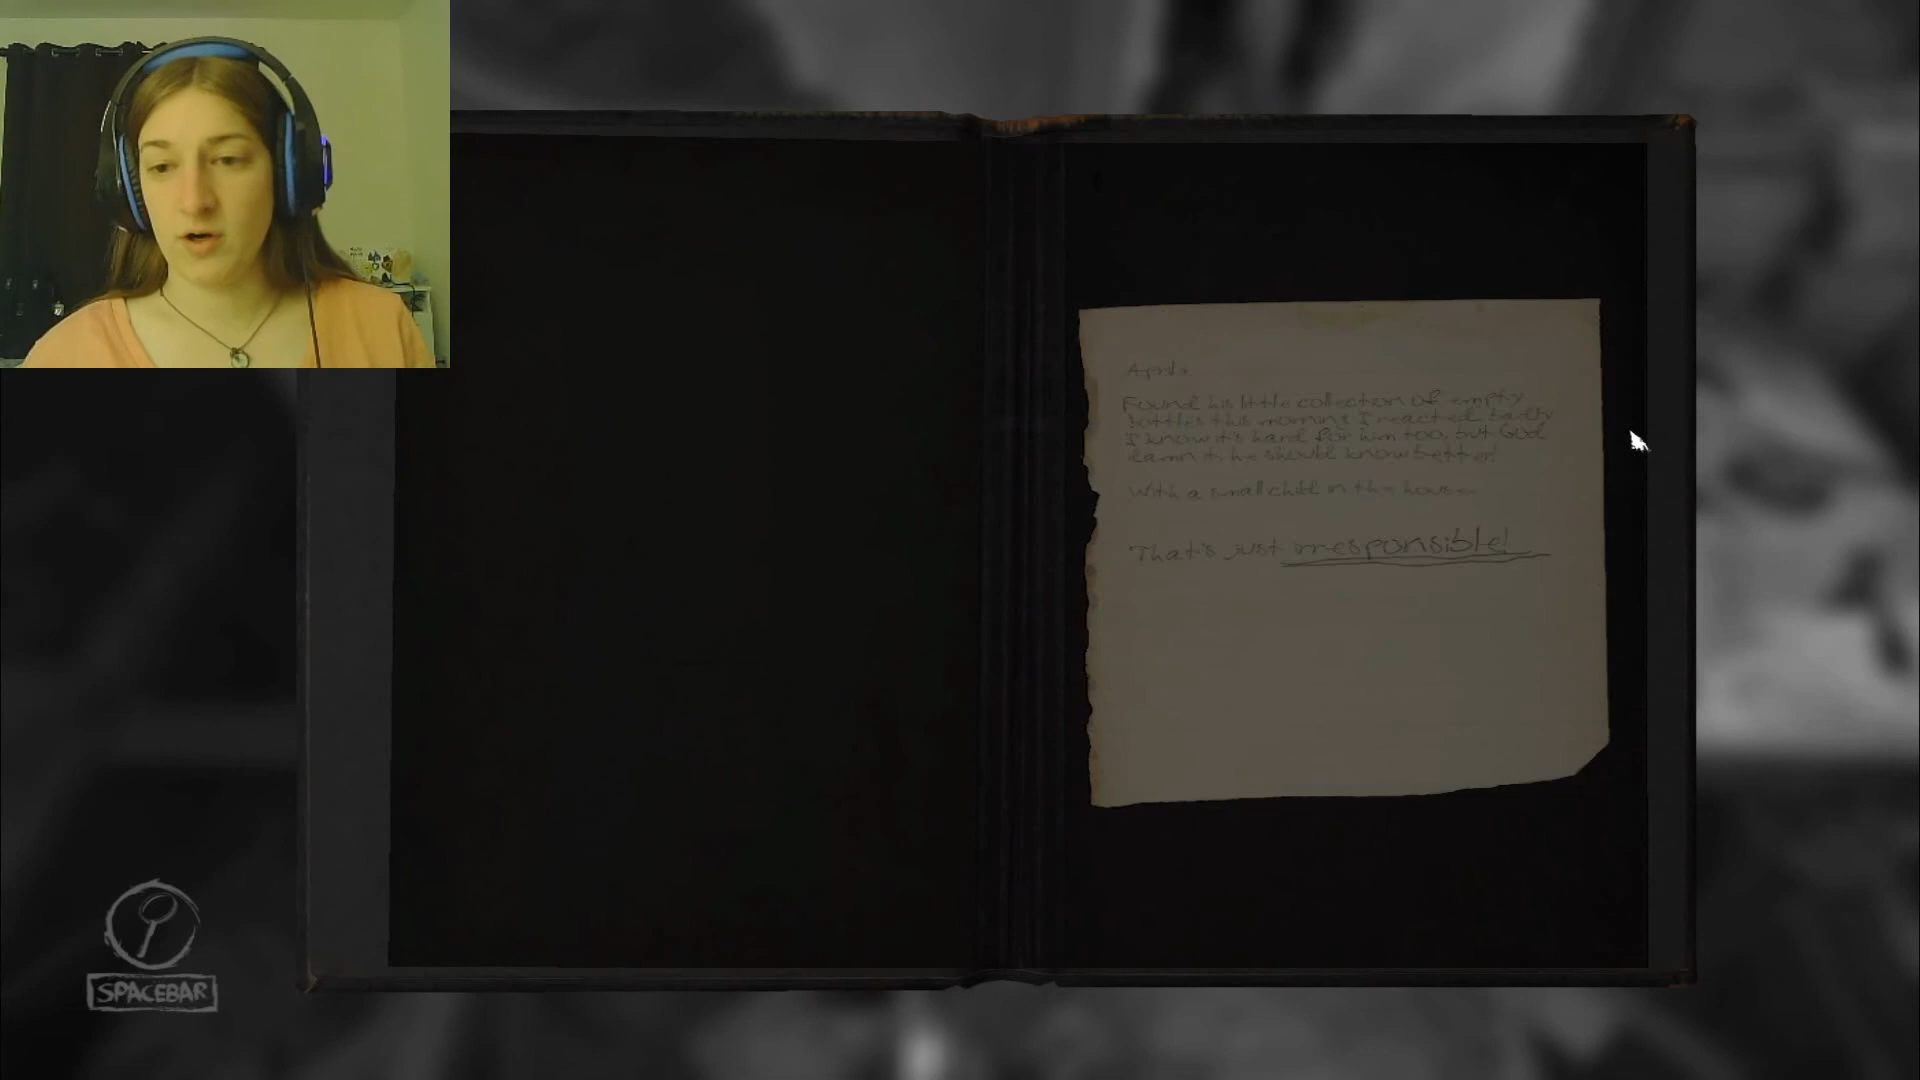 Found his little collection of empty
bottles this morning. I reacted badly
I know it's hard for him too, but God
damn it he should know better!
With a small child in the house.
That's just irresponsible!
SPACEBAR